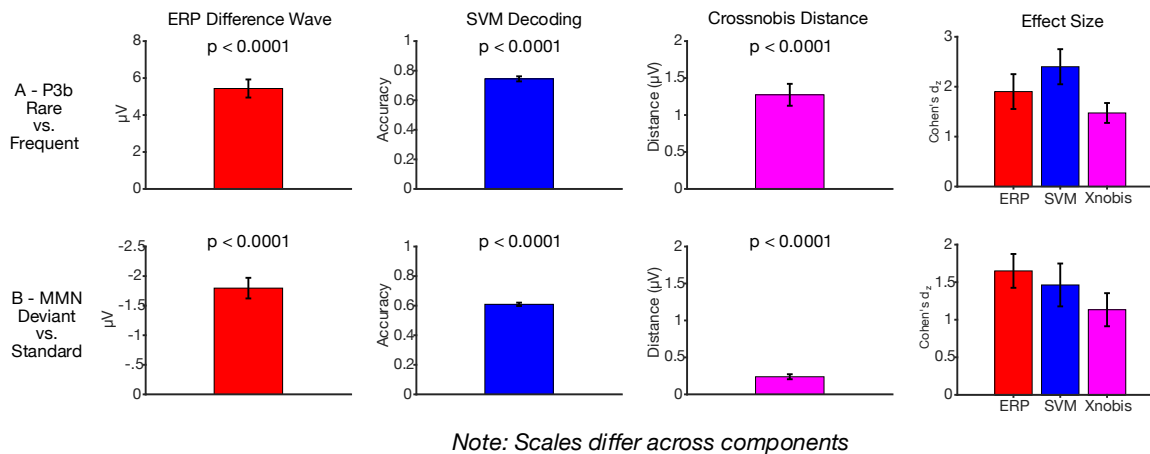 ERP Difference Wave
SVM Decoding
Crossnobis Distance
Effect Size
A - P3b
Rare
vs.
Frequent
p < 0.0001
µV
8
6
4
2
0
p < 0.0001
Accuracy
1
0.8
0.6
0.4
0.2
0
p < 0.0001
Distance (µV)
2
1.5
1
0.5
0
Cohen's dz
3
2
1
0
ERP
SVM
Xnobis
B - MMN
Deviant
vs.
Standard
p < 0.0001
µV
-2.5
-2
-1.5
-1
-.5
0
p < 0.0001
Accuracy
1
0.8
0.6
0.4
0.2
0
p < 0.0001
Distance (µV)
2
1.5
1
0.5
0
Cohen's dz
2
1.5
1
0.5
0
ERP
SVM
Xnobis
Note: Scales differ across components